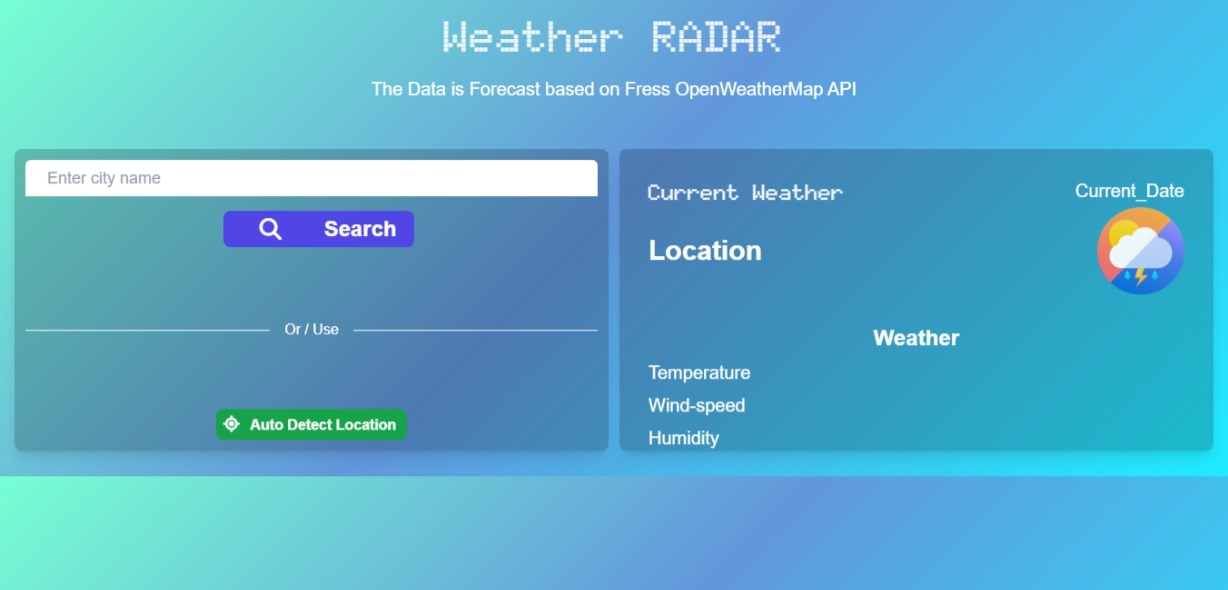 Weather RADAR
The Data is Forecast based on Fress OpenWeatherMap API
Enter city name
Search
Or / Use
Auto Detect Location
Current Weather
Current_Date
Location
Weather
Temperature
Wind-speed
Humidity